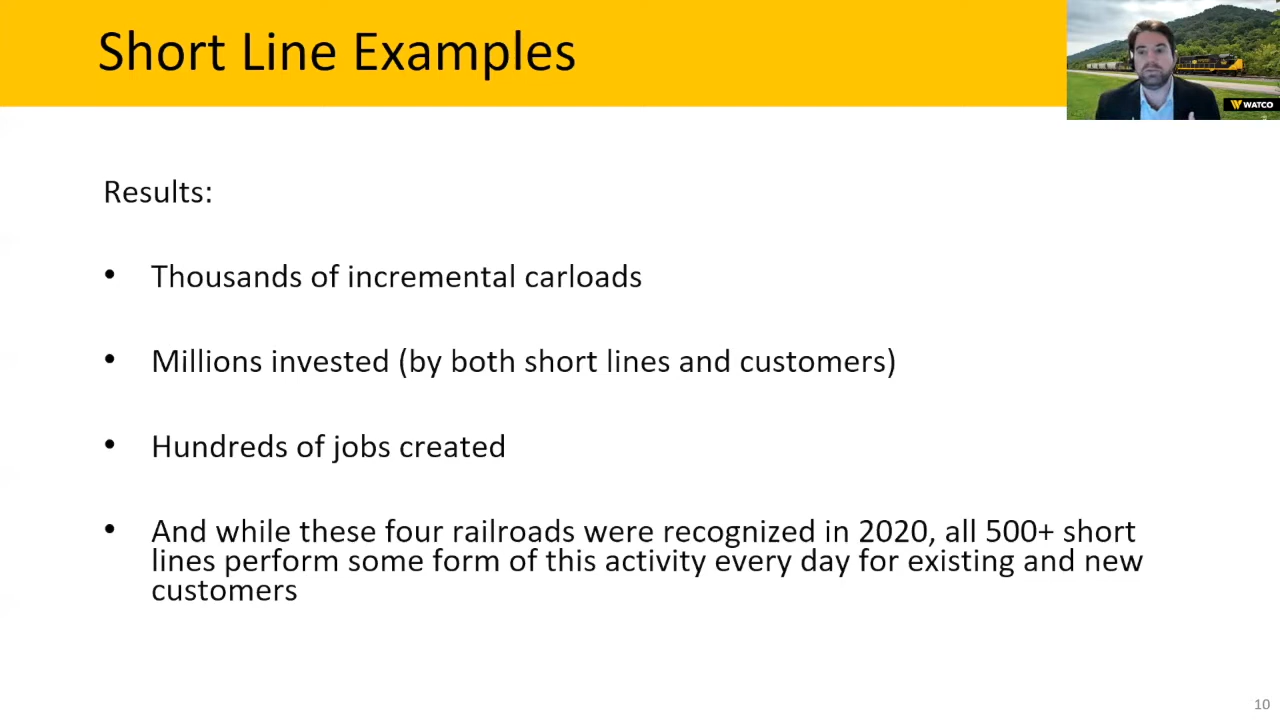 Short Line Examples
WATCO
Results:
• Thousands of incremental carloads
• Millions invested (by both short lines and customers)
• Hundreds of jobs created
• And while these four railroads were recognized in 2020, all 500+ short
lines perform some form of this activity every day for existing and new
customers
10